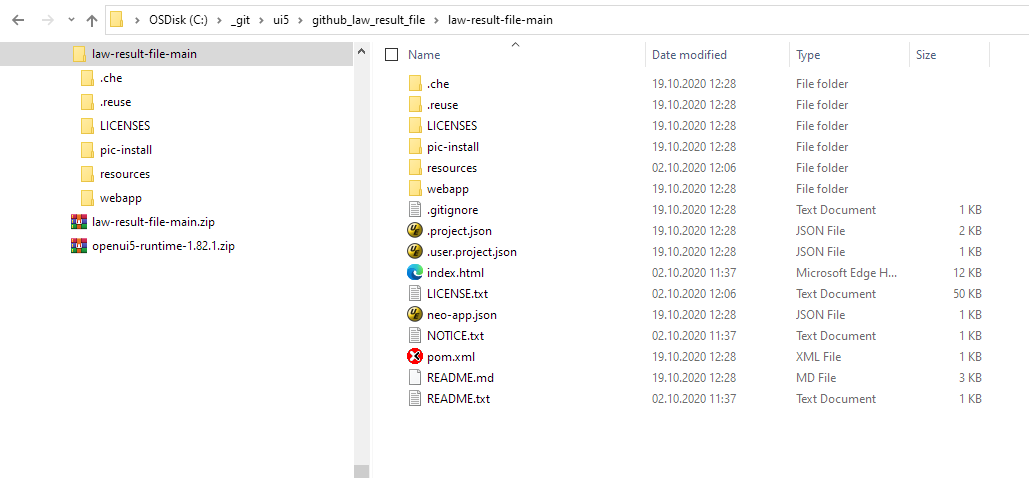 OSDisk (C:) › _git › ui5 › github_law_result_file › law-result-file-main
law-result-file-main
.che
.reuse
LICENSES
pic-install
resources
webapp
law-result-file-main.zip
openui5-runtime-1.82.1.zip
Name Date modified Type Size
.che 19.10.2020 12:28 File folder
.reuse 19.10.2020 12:28 File folder
LICENSES 19.10.2020 12:28 File folder
pic-install 19.10.2020 12:28 File folder
resources 02.10.2020 12:06 File folder
webapp 19.10.2020 12:28 File folder
.gitignore 19.10.2020 12:28 Text Document 1 KB
.project.json 19.10.2020 12:28 JSON File 2 KB
.user.project.json 19.10.2020 12:28 JSON File 1 KB
index.html 02.10.2020 11:37 Microsoft Edge H... 12 KB
LICENSE.txt 02.10.2020 12:06 Text Document 50 KB
neo-app.json 19.10.2020 12:28 JSON File 1 KB
NOTICE.txt 02.10.2020 11:37 Text Document 1 KB
pom.xml 19.10.2020 12:28 XML File 1 KB
README.md 19.10.2020 12:28 MD File 3 KB
README.txt 02.10.2020 11:37 Text Document 1 KB